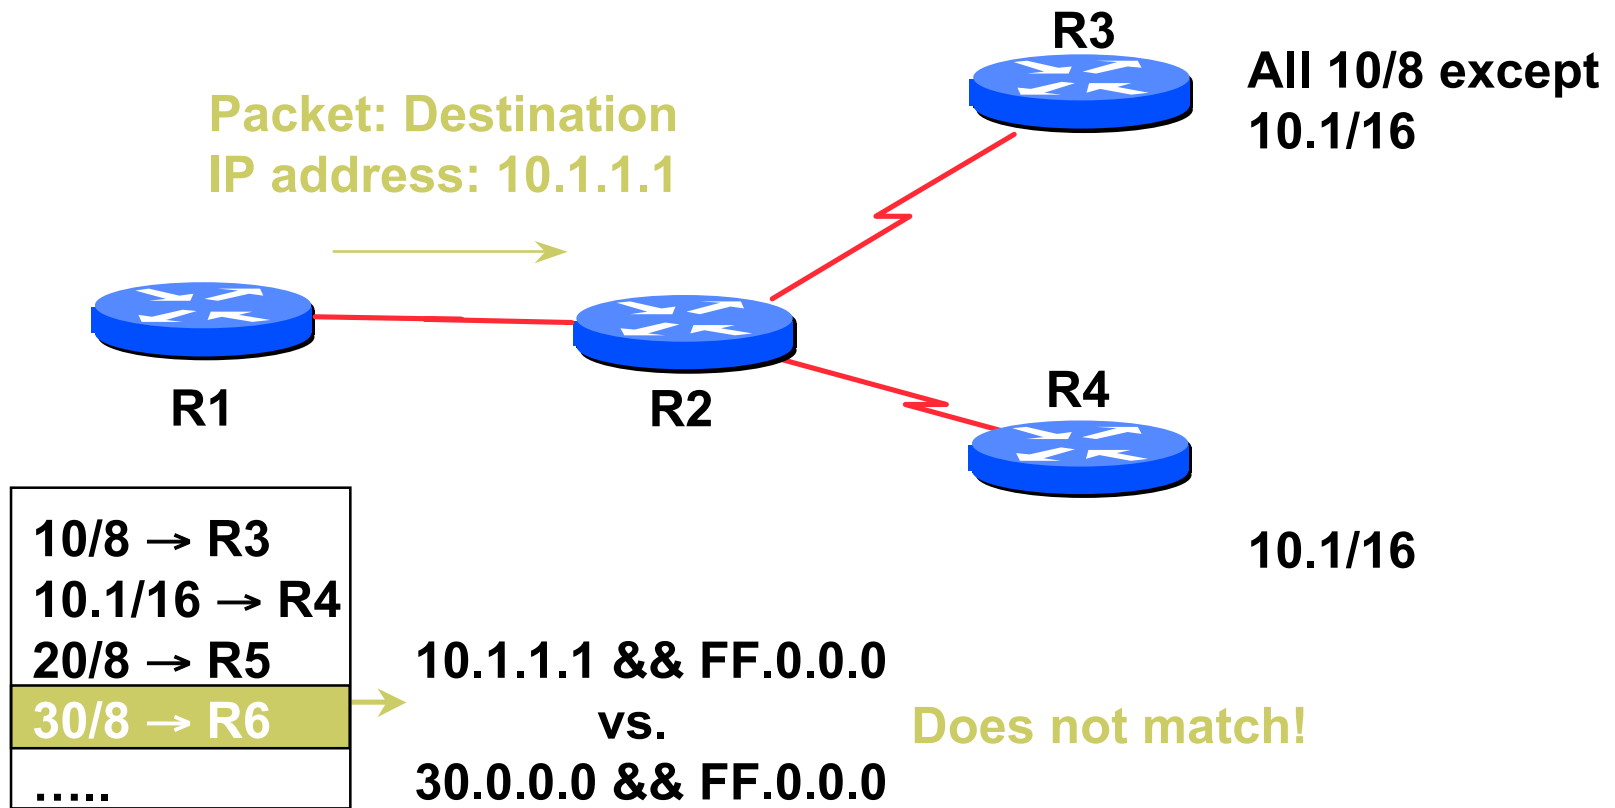 R3
All 10/8 except
10.1/16
Packet: Destination
IP address: 10.1.1.1
R1
R2
R4
10.1/16
10/8 → R3
10.1/16 → R4
20/8 → R5
30/8 → R6
.....
10.1.1.1 && FF.0.0.0
vs.
30.0.0.0 && FF.0.0.0
Does not match!